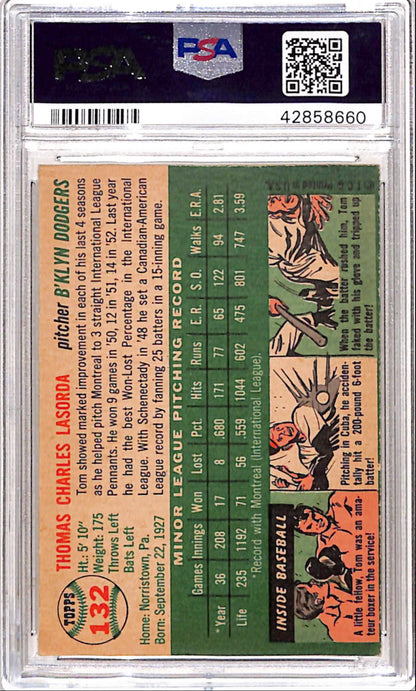 PSA
PSA
42858660
TOPPS
132
THOMAS CHARLES LASORDA
pitcher B'KLYN DODGERS
Ht.: 5' 10"
Weight: 175
Throws Left
Bats Left
Home: Norristown, Pa.
Born: September 22, 1927
Tom showed marked improvement in each of his last 4 seasons
as he helped pitch Montreal to 3 straight International League
Pennants. He won 9 games in '50, 12 in '51, 14 in '52. Last year
he had the best Won-Lost Percentage in the International
League. With Schenectady in '48 he set a Canadian-American
League record by fanning 25 batters in a 15-inning game.
MINOR LEAGUE PITCHING RECORD
Games Innings Won Lost Pct. Hits Runs E.R. S.O. Walks E.R.A.
*Year 36 208 17 8 .680 171 77 65 122 94 2.81
Life 235 1192 71 56 .559 1044 602 475 801 747 3.59
*Record with Montreal (International League).
INSIDE BASEBALL
A little fellow, Tom was an ama-
teur boxer in the service!
Pitching in Cuba, he acciden-
tally hit a 200-pound 6-foot
batter!
When the batter rushed him, Tom
faked with his glove and tripped up
the batter!
© T. C. G. Printed in U.S.A.